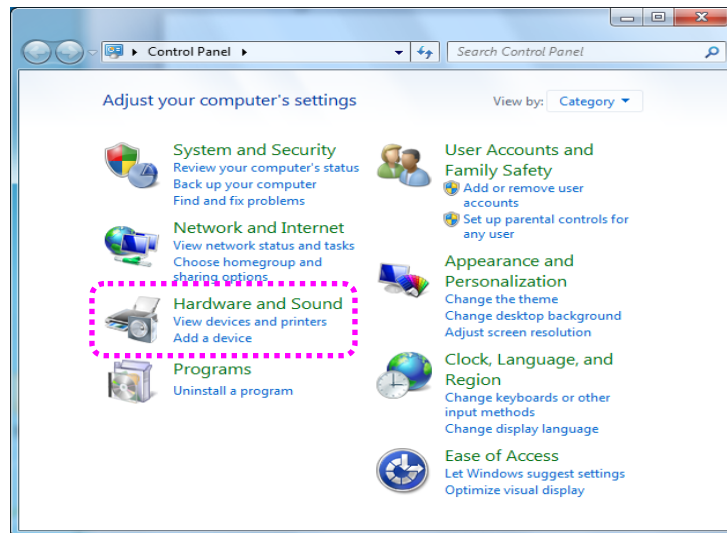 Control Panel
Search Control Panel
Adjust your computer's settings
View by: Category
System and Security
Review your computer's status
Back up your computer
Find and fix problems
Network and Internet
View network status and tasks
Choose homegroup and
sharing options
Hardware and Sound
View devices and printers
Add a device
Programs
Uninstall a program
User Accounts and
Family Safety
Add or remove user
accounts
Set up parental controls for
any user
Appearance and
Personalization
Change the theme
Change desktop background
Adjust screen resolution
Clock, Language, and
Region
Change keyboards or other
input methods
Change display language
Ease of Access
Let Windows suggest settings
Optimize visual display